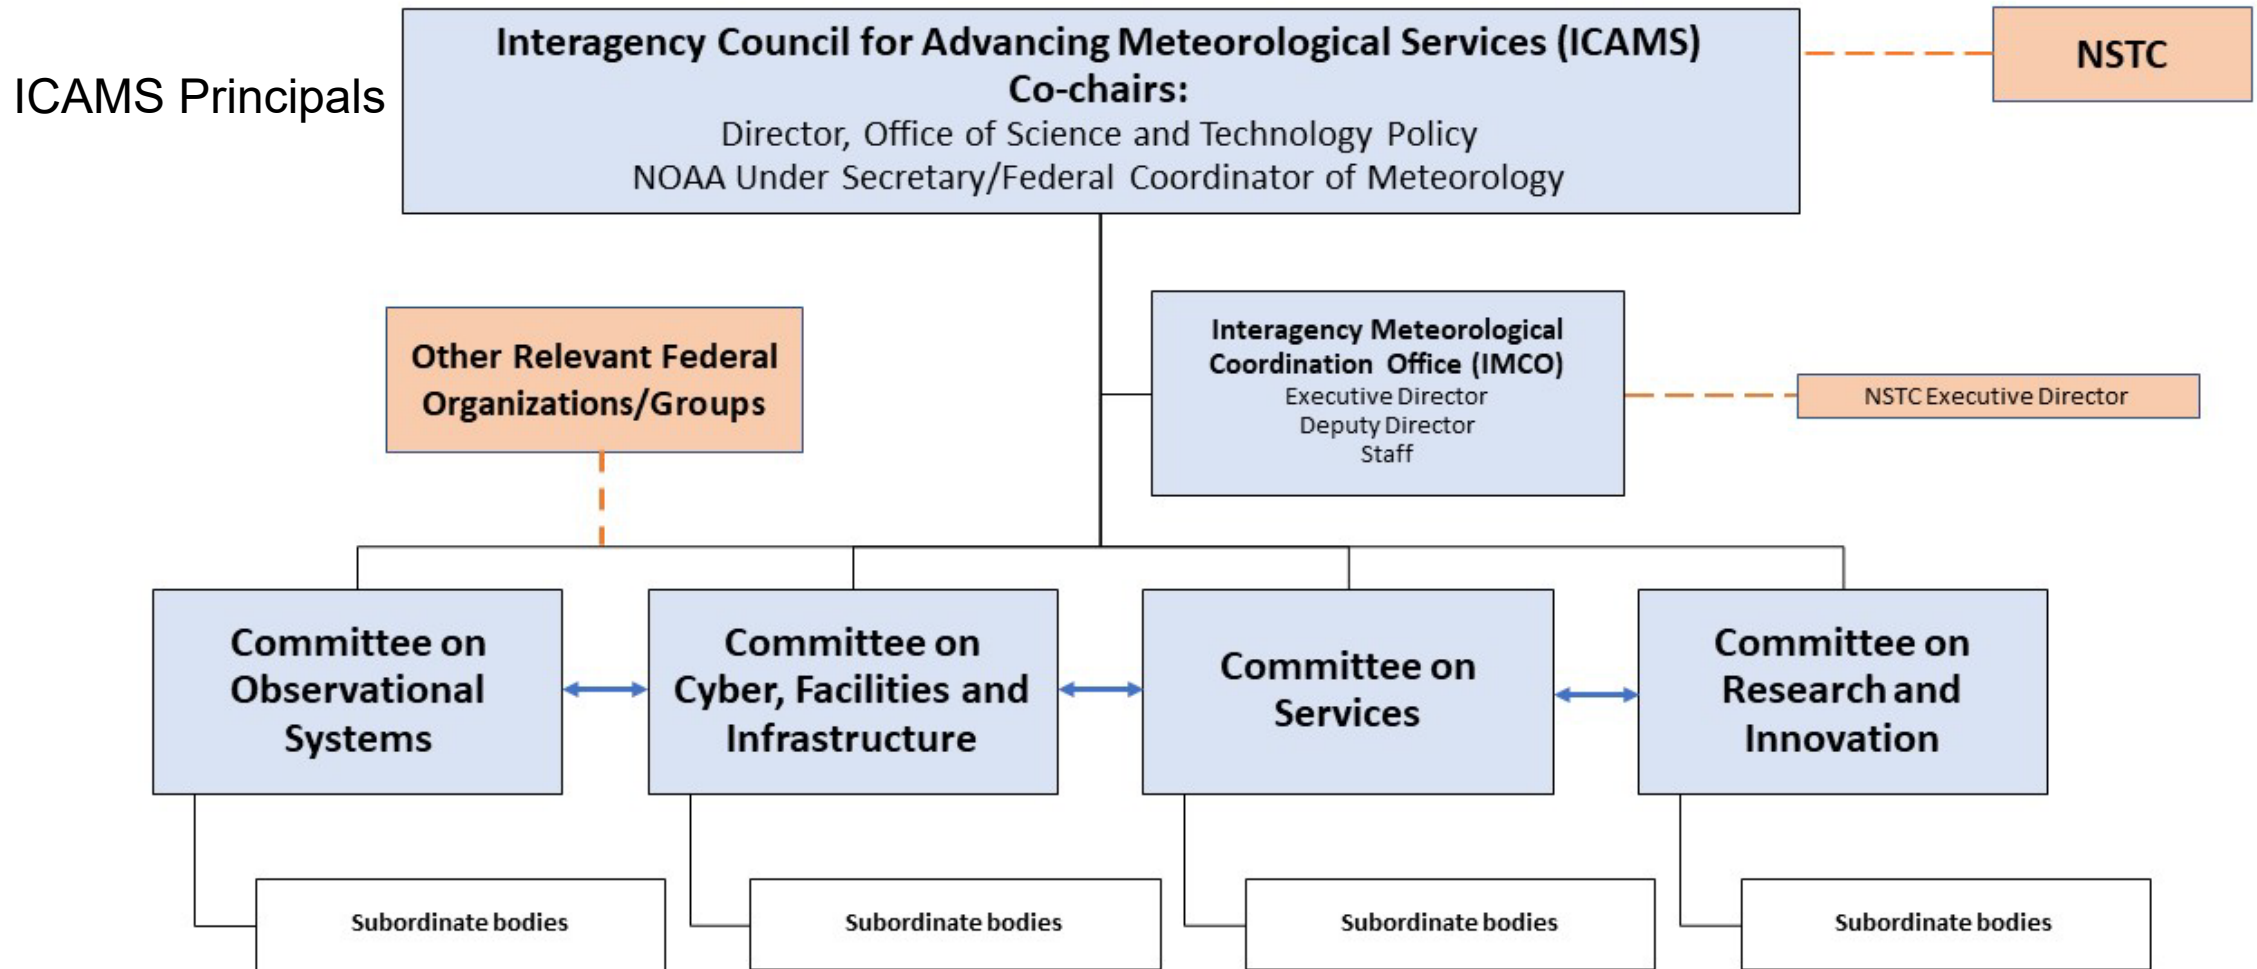 ICAMS Principals
Interagency Council for Advancing Meteorological Services (ICAMS)
Co-chairs:
Director, Office of Science and Technology Policy
NOAA Under Secretary/Federal Coordinator of Meteorology
NSTC
Other Relevant Federal
Organizations/Groups
Interagency Meteorological
Coordination Office (IMCO)
Executive Director
Deputy Director
Staff
NSTC Executive Director
Committee on
Observational
Systems
Committee on
Cyber, Facilities and
Infrastructure
Committee on
Services
Committee on
Research and
Innovation
Subordinate bodies
Subordinate bodies
Subordinate bodies
Subordinate bodies